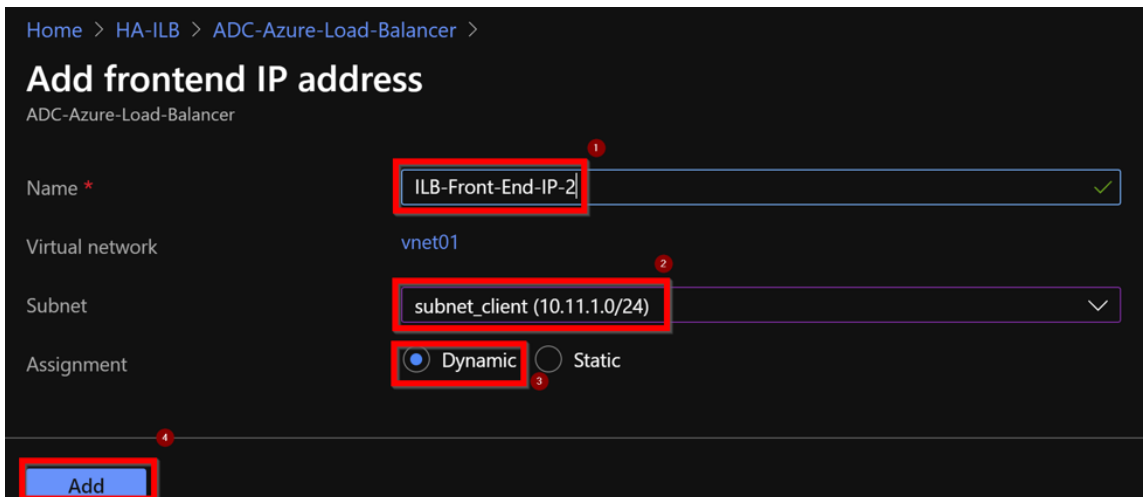 Home > HA-ILB > ADC-Azure-Load-Balancer >
Add frontend IP address
ADC-Azure-Load-Balancer
1
Name *
ILB-Front-End-IP-2
Virtual network
vnet01
2
Subnet
subnet_client (10.11.1.0/24)
Assignment
Dynamic
Static
3
4
Add